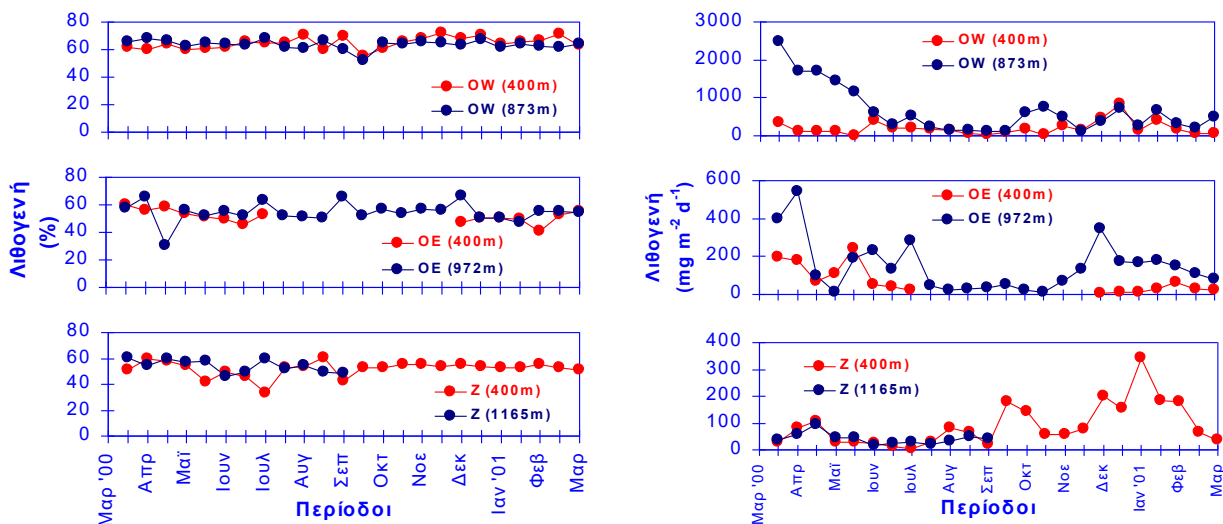 80
60
40
20
0
OW (400m)
OW (873m)
80
60
40
20
0
OE (400m)
OE (972m)
80
60
40
20
0
Z (400m)
Z (1165m)
Λιθογενή
(%)
Μαρ '00
Απρ
Μαϊ
Ιουν
Ιουλ
Αυγ
Σεπ
Οκτ
Νοε
Δεκ
Ιαν '01
Φεβ
Μαρ
Περίοδοι
3000
2000
1000
0
OW (400m)
OW (873m)
600
400
200
0
OE (400m)
OE (972m)
400
300
200
100
0
Z (400m)
Z (1165m)
Λιθογενή
(mg m⁻² d⁻¹)
Μαρ '00
Απρ
Μαϊ
Ιουν
Ιουλ
Αυγ
Σεπ
Οκτ
Νοε
Δεκ
Ιαν '01
Φεβ
Μαρ
Περίοδοι